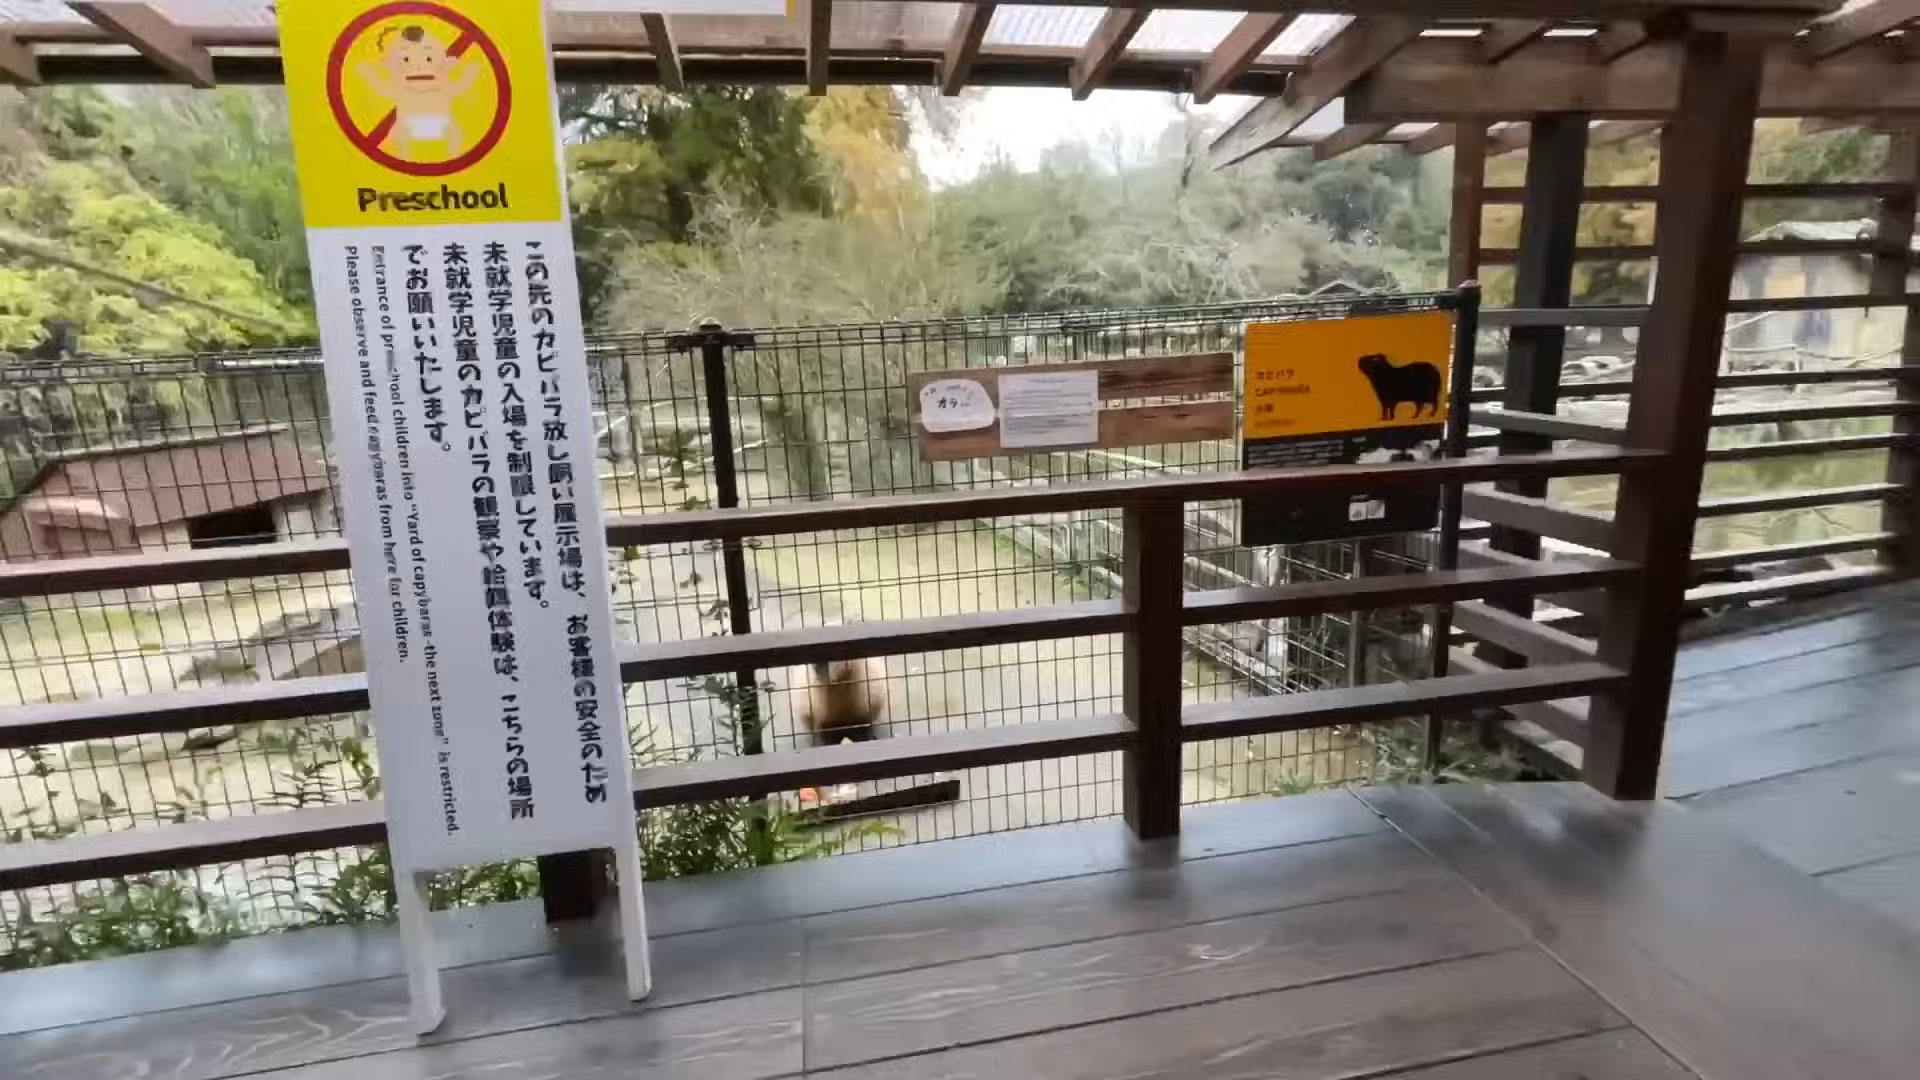 Preschool
この先のカピバラ放し飼い展示場は、お客様の安全のため
未就学児童の入場を制限しています。
未就学児童のカピバラの観察や給餌体験は、こちらの場所
でお願いいたします。
Entrance of preschool children into "Yard of capybaras -the next zone" is restricted.
Please observe and feed capybaras from here for children.
カピバラ
CAPYBARA